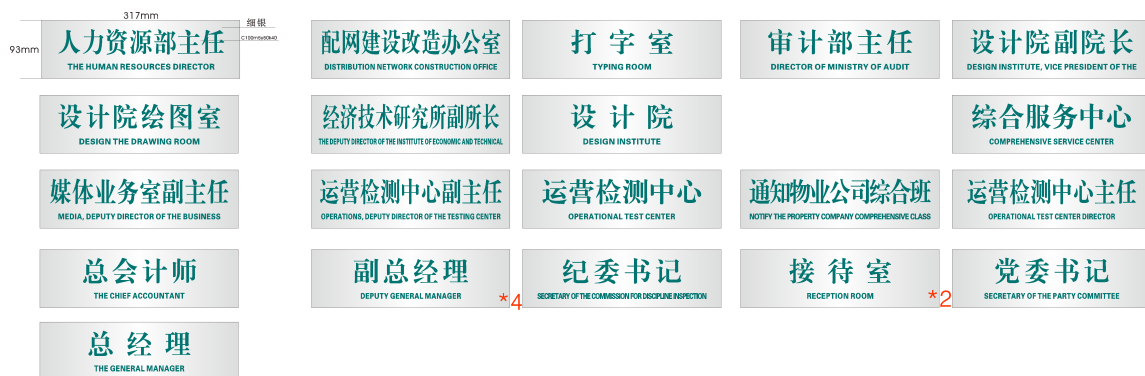 317mm
细银
93mm
C100m5y60k40
人力资源部主任
THE HUMAN RESOURCES DIRECTOR
配网建设改造办公室
DISTRIBUTION NETWORK CONSTRUCTION OFFICE
打字室
TYPING ROOM
审计部主任
DIRECTOR OF MINISTRY OF AUDIT
设计院副院长
DESIGN INSTITUTE, VICE PRESIDENT OF THE
设计院绘图室
DESIGN THE DRAWING ROOM
经济技术研究所副所长
THE DEPUTY DIRECTOR OF THE INSTITUTE OF ECONOMIC AND TECHNICAL
设计院
DESIGN INSTITUTE
综合服务中心
COMPREHENSIVE SERVICE CENTER
媒体业务室副主任
MEDIA, DEPUTY DIRECTOR OF THE BUSINESS
运营检测中心副主任
OPERATIONS, DEPUTY DIRECTOR OF THE TESTING CENTER
运营检测中心
OPERATIONAL TEST CENTER
通知物业公司综合班
NOTIFY THE PROPERTY COMPANY COMPREHENSIVE CLASS
运营检测中心主任
OPERATIONAL TEST CENTER DIRECTOR
总会计师
THE CHIEF ACCOUNTANT
副总经理
DEPUTY GENERAL MANAGER
*4
纪委书记
SECRETARY OF THE COMMISSION FOR DISCIPLINE INSPECTION
接待室
RECEPTION ROOM
*2
党委书记
SECRETARY OF THE PARTY COMMITTEE
总经理
THE GENERAL MANAGER